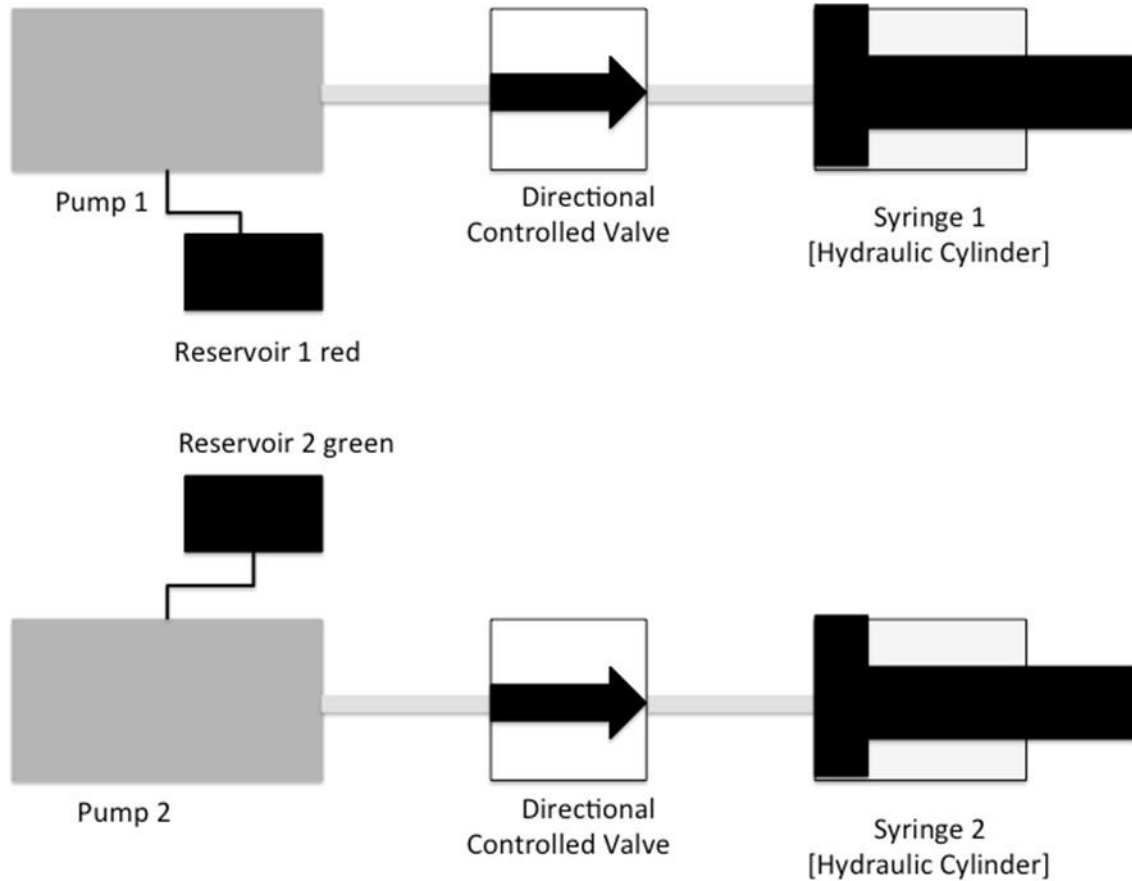 Pump 1
Directional
Controlled Valve
Syringe 1
[Hydraulic Cylinder]
Reservoir 1 red
Reservoir 2 green
Pump 2
Directional
Controlled Valve
Syringe 2
[Hydraulic Cylinder]